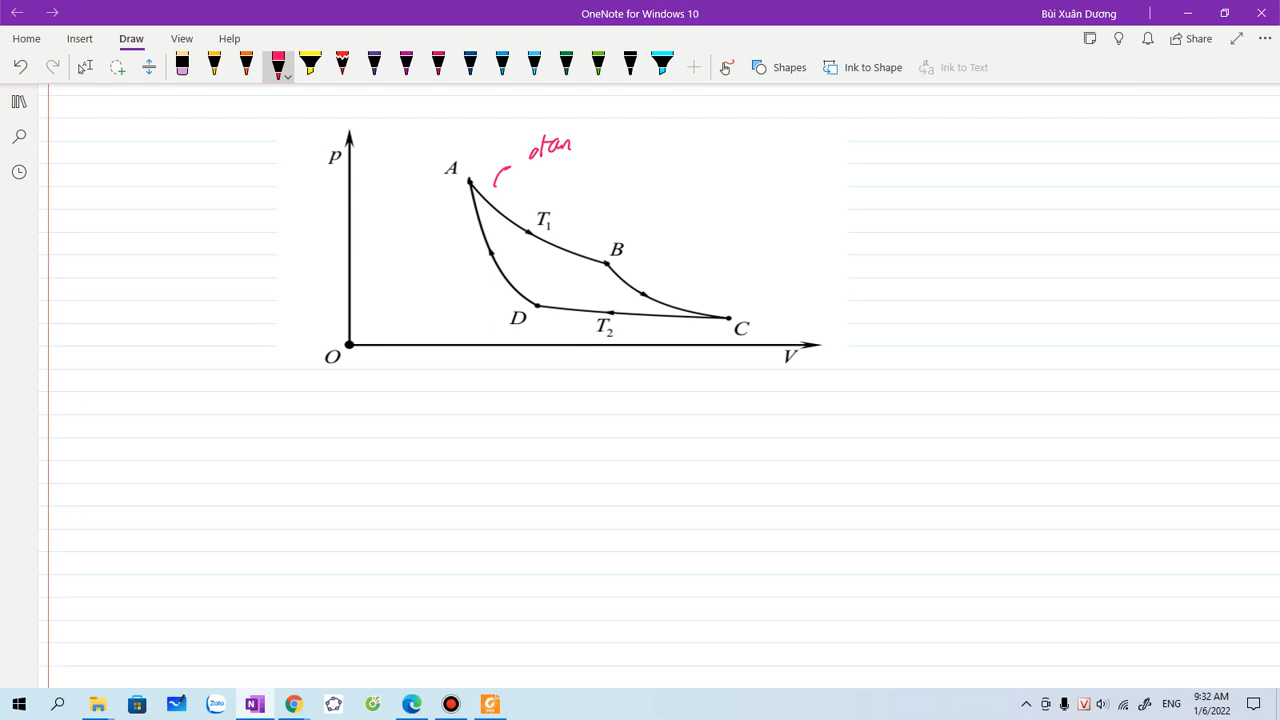 OneNote for Windows 10
Bùi Xuân Dương
Home Insert Draw View Help
Share
Shapes
Ink to Shape
Ink to Text
p
A
đan
T1
B
D
T2
C
O
V
Zalo
9:32 AM
1/6/2022